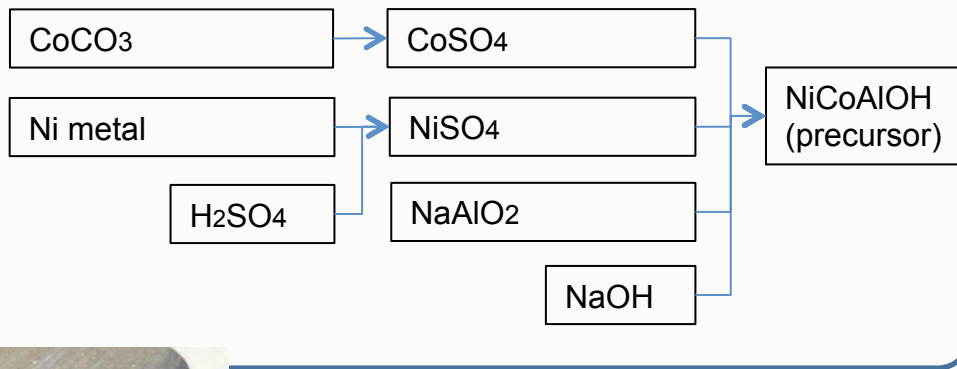 CoCO3
CoSO4
NiCoAlOH
(precursor)
Ni metal
NiSO4
H2SO4
NaAlO2
NaOH